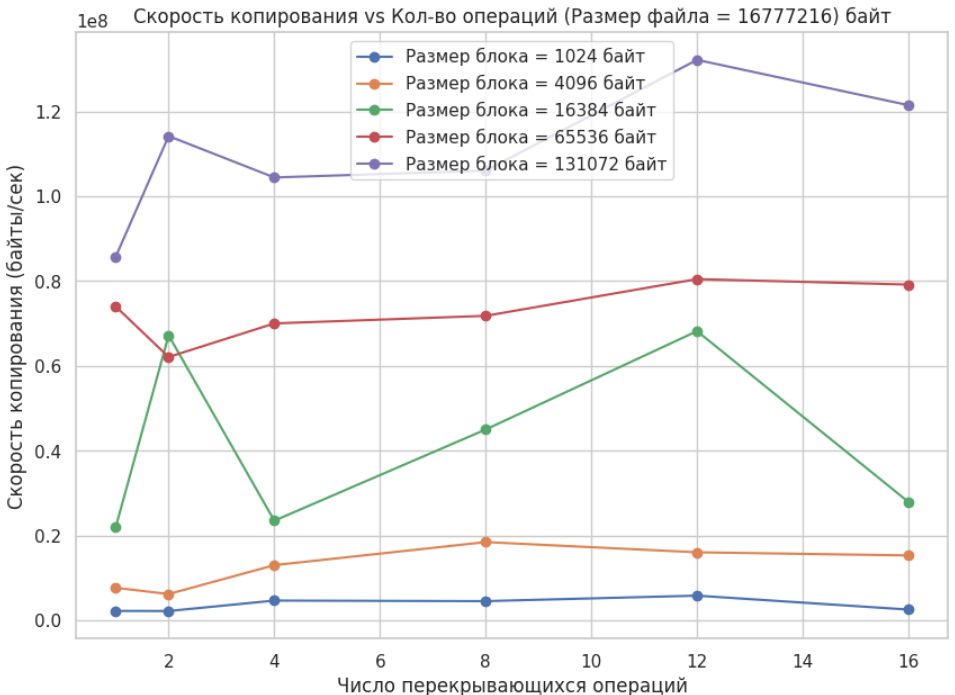 Скорость копирования vs Кол-во операций (Размер файла = 16777216) байт
1e8
Размер блока = 1024 байт
Размер блока = 4096 байт
Размер блока = 16384 байт
Размер блока = 65536 байт
Размер блока = 131072 байт
Скорость копирования (байты/сек)
1.2
1.0
0.8
0.6
0.4
0.2
0.0
2 4 6 8 10 12 14 16
Число перекрывающихся операций